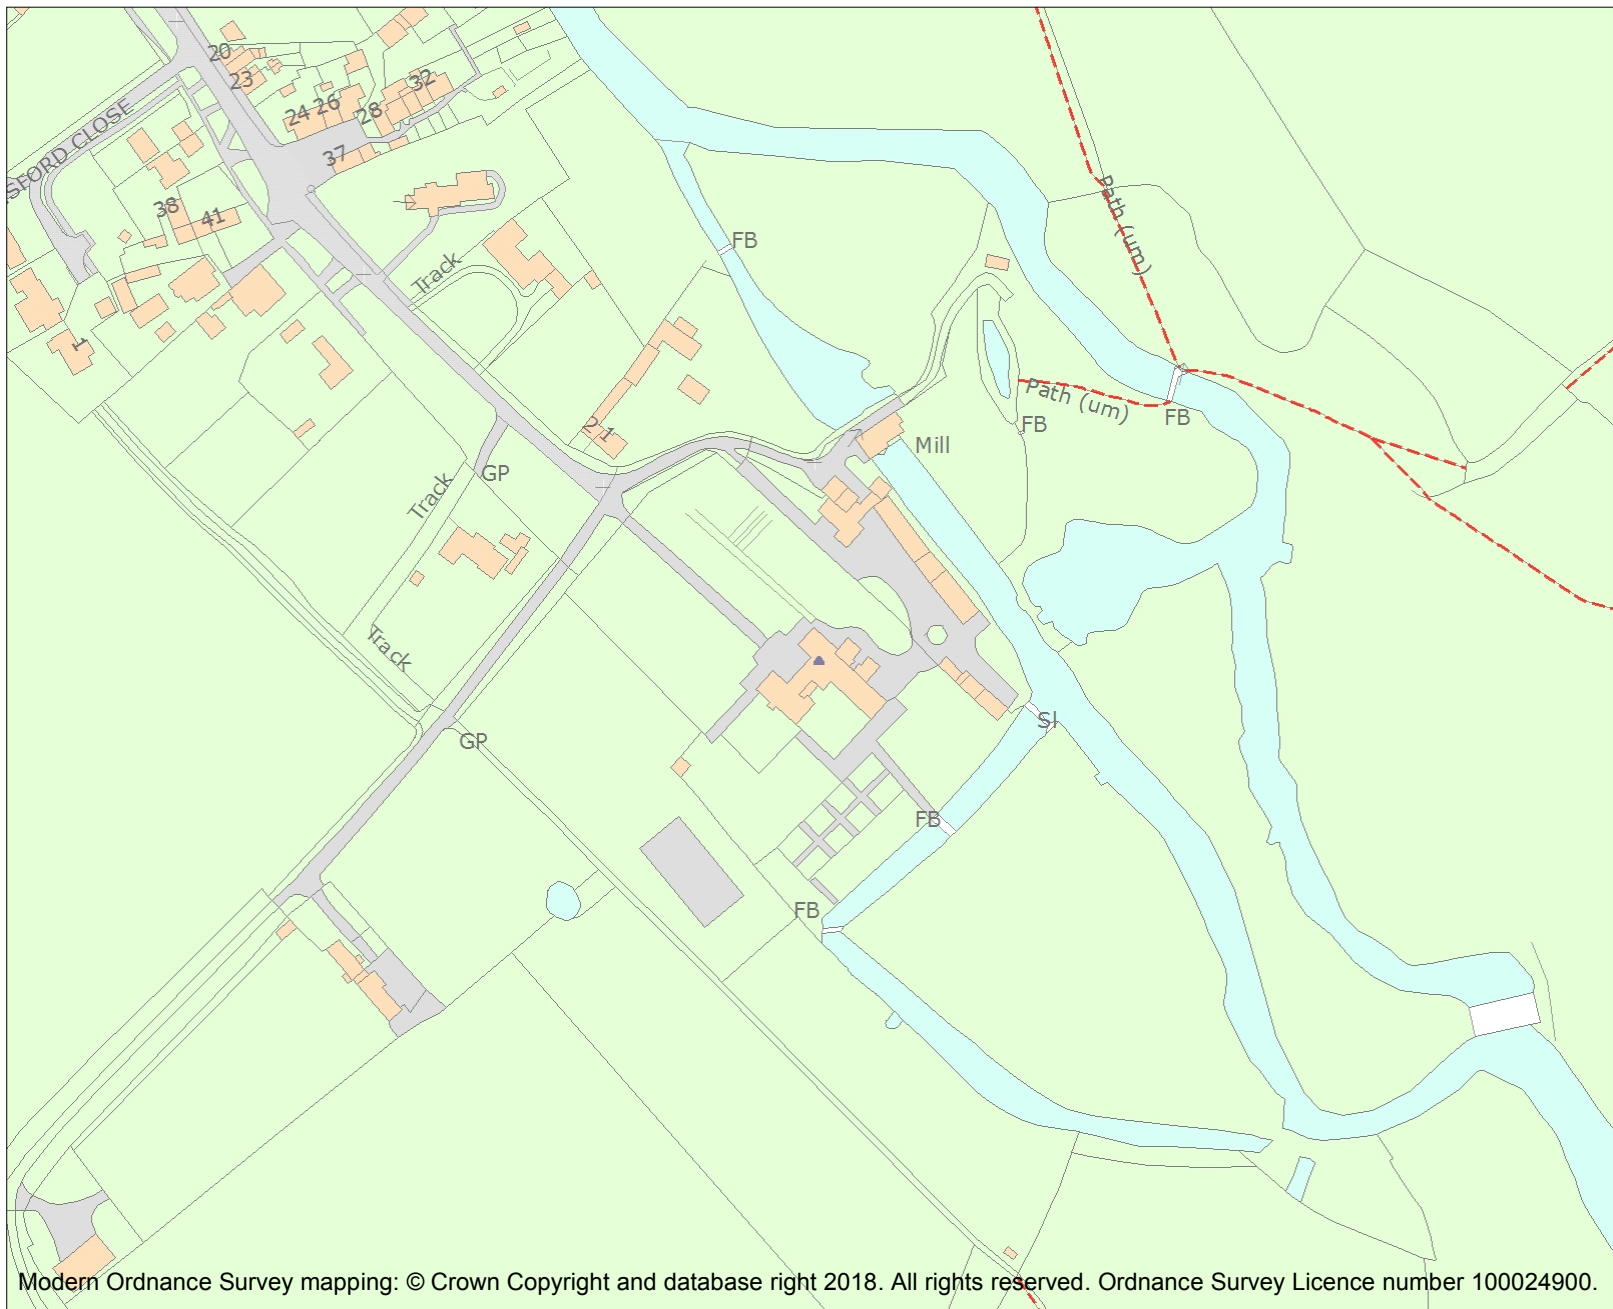 20
23
24
26
28
32
37
SFORD CLOSE
38
41
1
Track
FB
Path (um)
Path (um)
FB
FB
2
1
Mill
GP
Track
Track
GP
Sl
FB
FB
Modern Ordnance Survey mapping: © Crown Copyright and database right 2018. All rights reserved. Ordnance Survey Licence number 100024900.